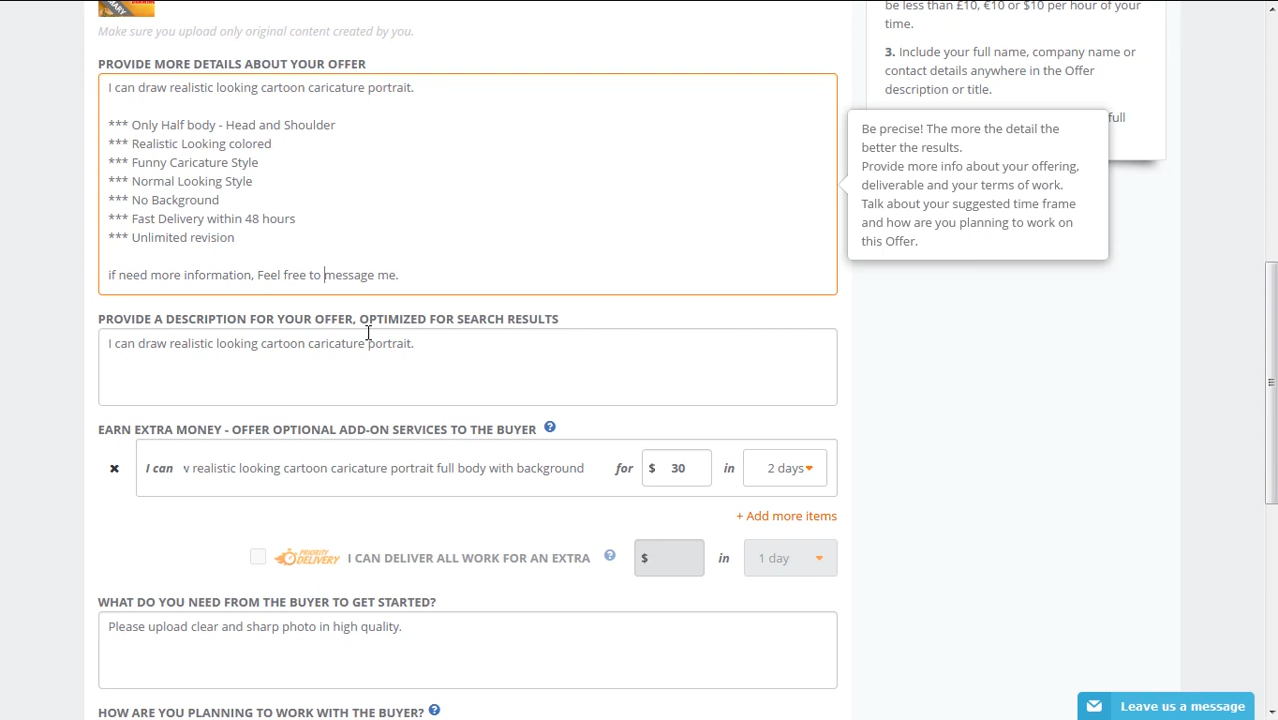 MARY
Make sure you upload only original content created by you.
PROVIDE MORE DETAILS ABOUT YOUR OFFER
I can draw realistic looking cartoon caricature portrait.
*** Only Half body - Head and Shoulder
*** Realistic Looking colored
*** Funny Caricature Style
*** Normal Looking Style
*** No Background
*** Fast Delivery within 48 hours
*** Unlimited revision
if need more information, Feel free to message me.
PROVIDE A DESCRIPTION FOR YOUR OFFER, OPTIMIZED FOR SEARCH RESULTS
I can draw realistic looking cartoon caricature portrait.
EARN EXTRA MONEY - OFFER OPTIONAL ADD-ON SERVICES TO THE BUYER ?
✖ I can v realistic looking cartoon caricature portrait full body with background for $ 30 in 2 days
+ Add more items
PRIORITY DELIVERY I CAN DELIVER ALL WORK FOR AN EXTRA ? $ in 1 day
WHAT DO YOU NEED FROM THE BUYER TO GET STARTED?
Please upload clear and sharp photo in high quality.
HOW ARE YOU PLANNING TO WORK WITH THE BUYER? ?
be less than £10, €10 or $10 per hour of your
time.
3. Include your full name, company name or
contact details anywhere in the Offer
description or title.
full
Be precise! The more the detail the
better the results.
Provide more info about your offering,
deliverable and your terms of work.
Talk about your suggested time frame
and how are you planning to work on
this Offer.
Leave us a message